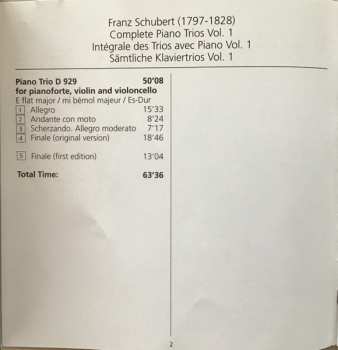 Franz Schubert (1797-1828)
Complete Piano Trios Vol. 1
Intégrale des Trios avec Piano Vol. 1
Sämtliche Klaviertrios Vol. 1
Piano Trio D 929 50'08
for pianoforte, violin and violoncello
E flat major / mi bémol majeur / Es-Dur
1 Allegro 15'33
2 Andante con moto 8'24
3 Scherzando. Allegro moderato 7'17
4 Finale (original version) 18'46
5 Finale (first edition) 13'04
Total Time: 63'36
2